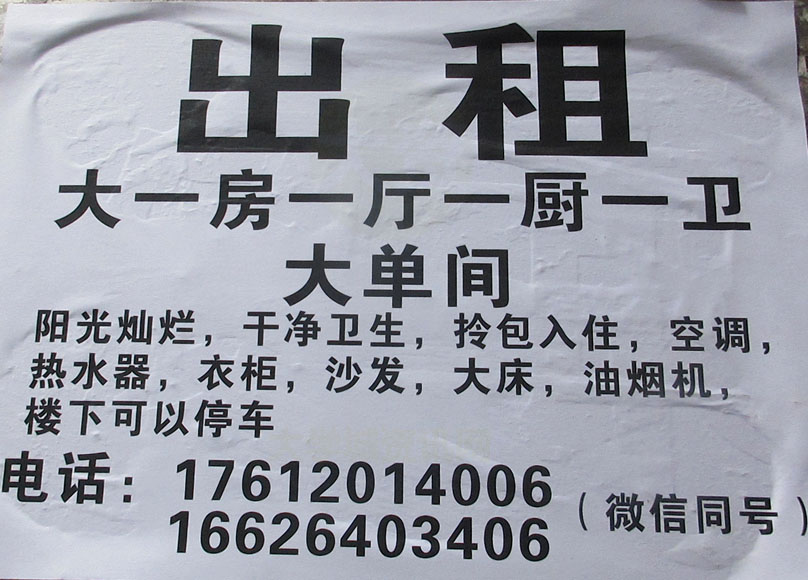 出租
大一房一厅一厨一卫
大单间
阳光灿烂，干净卫生，拎包入住，空调，
热水器，衣柜，沙发，大床，油烟机，
楼下可以停车
电话：17612014006
16626403406（微信同号）